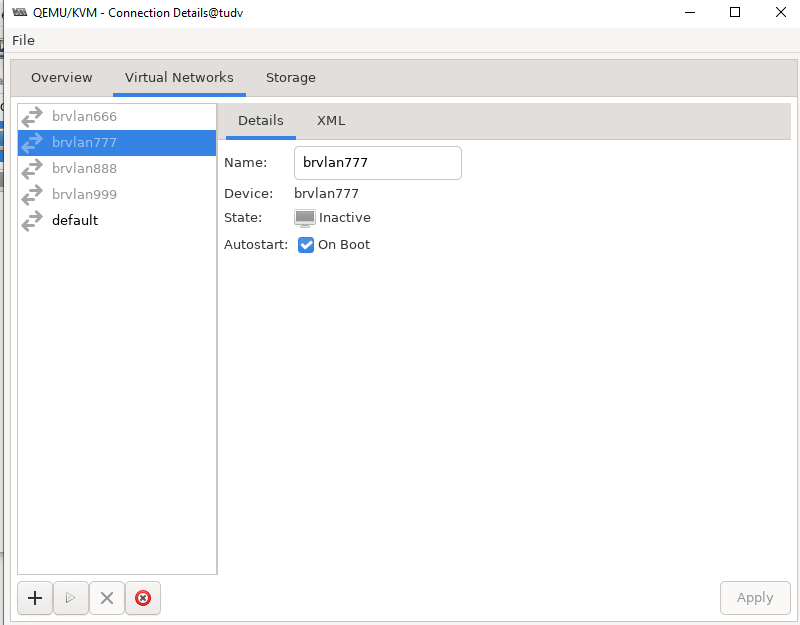 QEMU/KVM - Connection Details@tudv
File
Overview Virtual Networks Storage
brvlan666
brvlan777
brvlan888
brvlan999
default
Details XML
Name: brvlan777
Device: brvlan777
State: Inactive
Autostart: On Boot
Apply